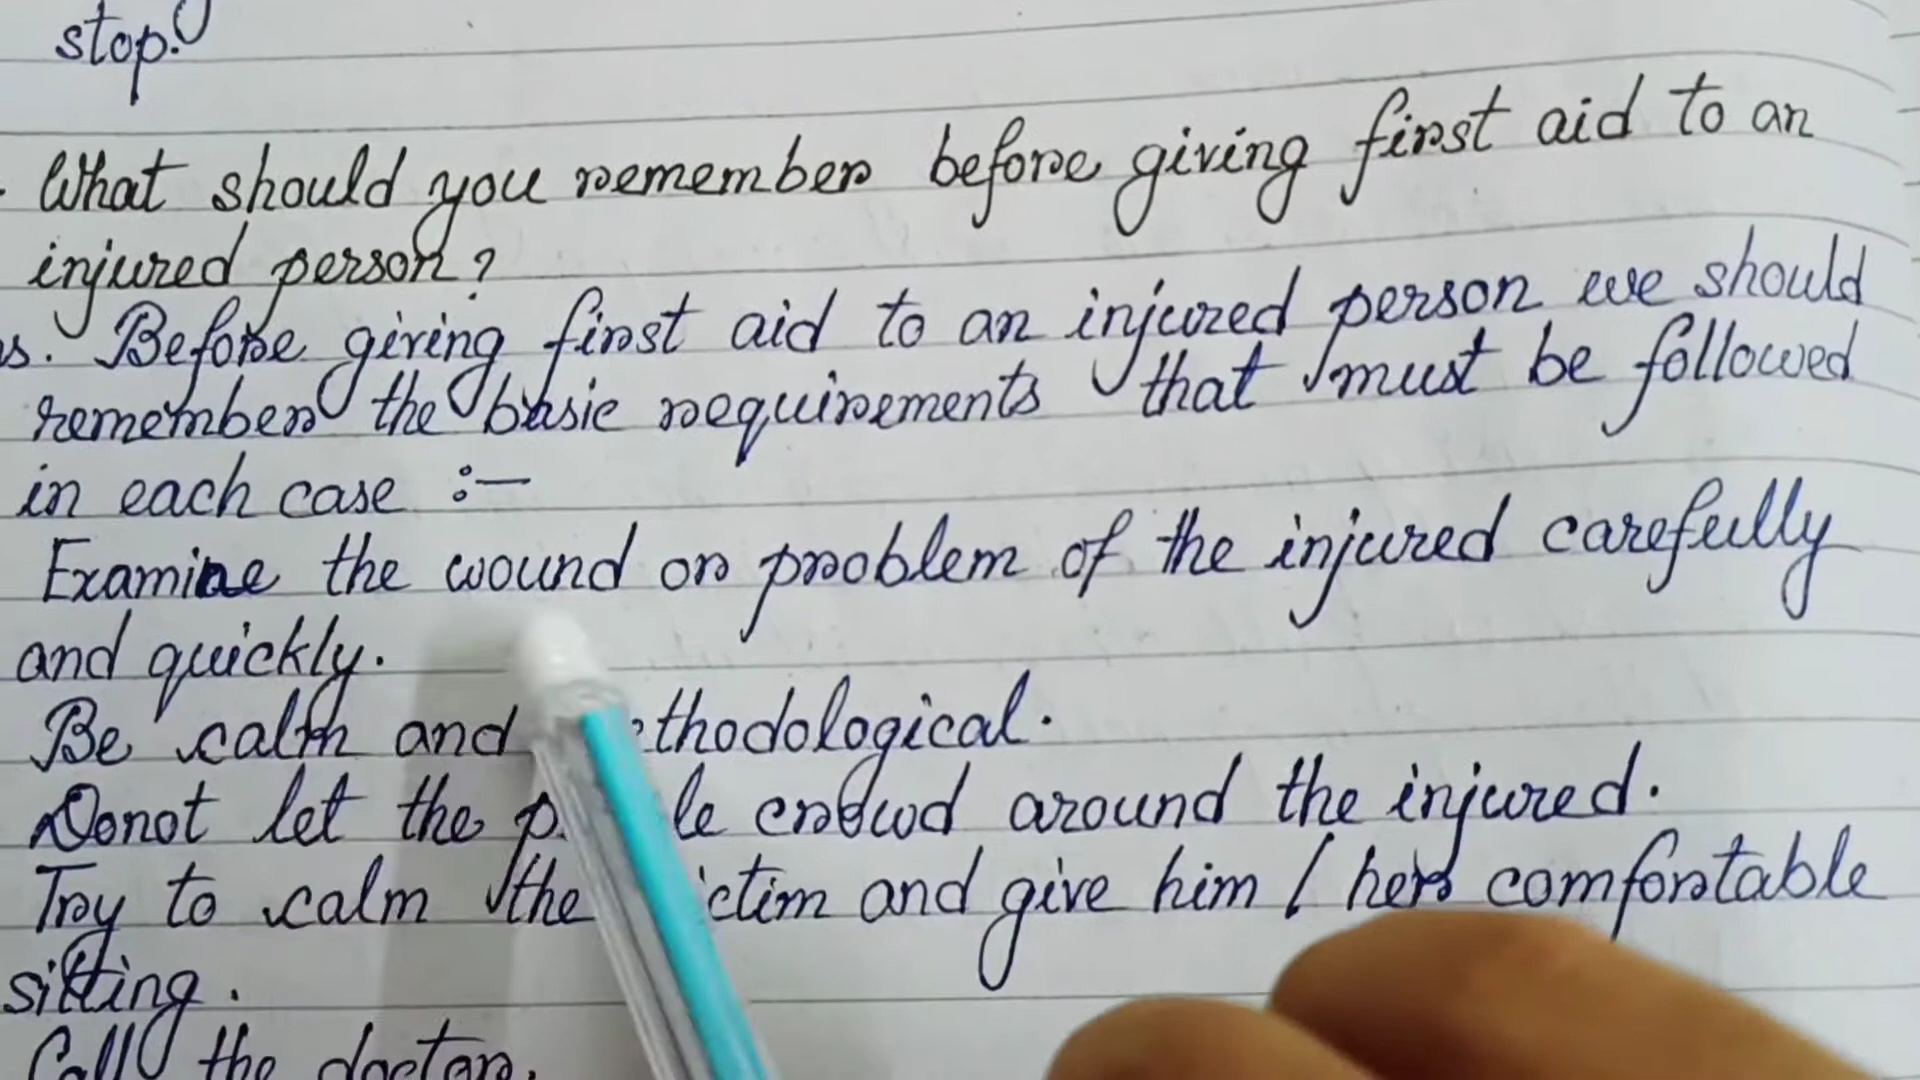 stop.
What should you remember before giving first aid to an
injured person?
s. Before giving first aid to an injured person we should
remember the basic requirements that must be followed
in each case :-
Examine the wound or problem of the injured carefully
and quickly.
Be calm and thodological.
Donot let the p le crowd around the injured.
Try to calm the ictim and give him / her comfortable
sitting.
Call the doctor.